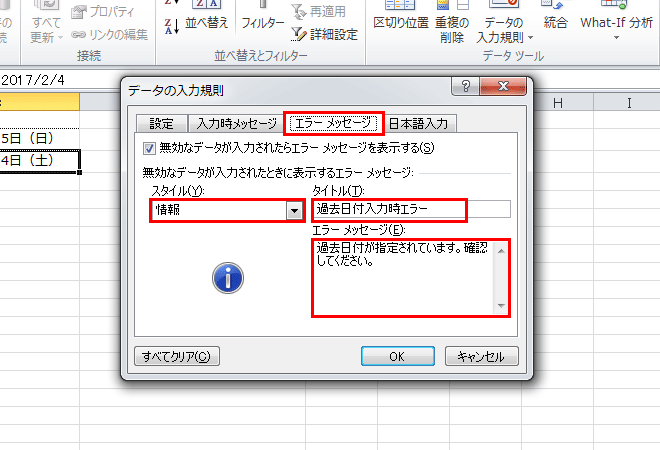 すべて
更新
プロパティ
リンクの編集
接続
並べ替え
フィルター
再適用
詳細設定
並べ替えとフィルター
区切り位置
重複の
削除
データの
入力規則
統合
What-If 分析
データ ツール
2017/2/4
H
I
5日（日）
4日（土）
データの入力規則
設定
入力時メッセージ
エラー メッセージ
日本語入力
無効なデータが入力されたらエラー メッセージを表示する(S)
無効なデータが入力されたときに表示するエラー メッセージ:
スタイル(Y):
タイトル(T):
情報
過去日付入力時エラー
エラー メッセージ(E):
過去日付が指定されています。確認
してください。
すべてクリア(C)
OK
キャンセル